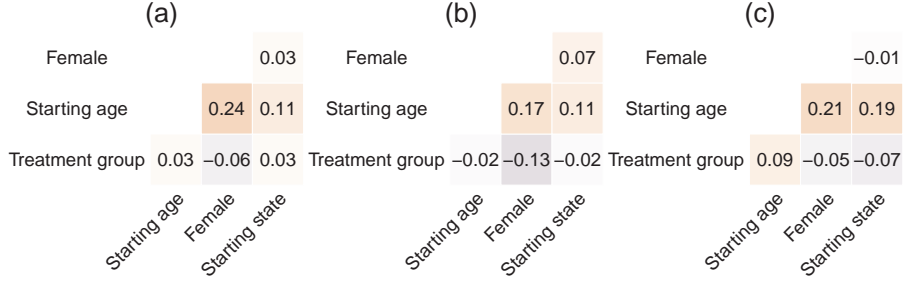 (a) (b) (c)
Female 0.03 Female 0.07 Female −0.01
Starting age 0.24 0.11 Starting age 0.17 0.11 Starting age 0.21 0.19
Treatment group 0.03 −0.06 0.03 Treatment group −0.02 −0.13 −0.02 Treatment group 0.09 −0.05 −0.07
Starting age Female Starting state Starting age Female Starting state Starting age Female Starting state